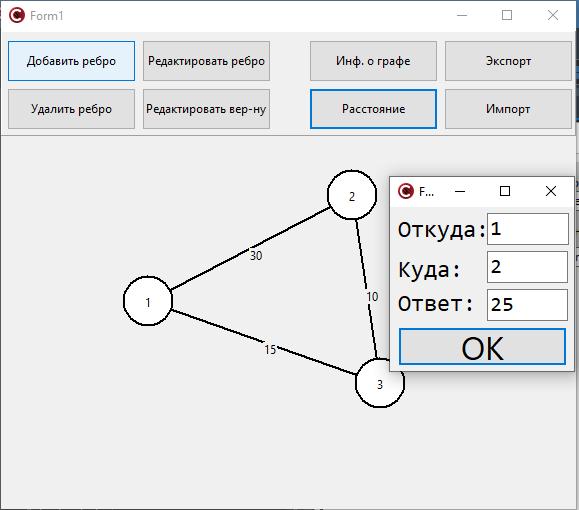 Form1
Добавить ребро
Редактировать ребро
Инф. о графе
Экспорт
Удалить ребро
Редактировать вер-ну
Расстояние
Импорт
2
F...
Откуда: 1
30
Куда: 2
10
1
Ответ: 25
15
OK
3